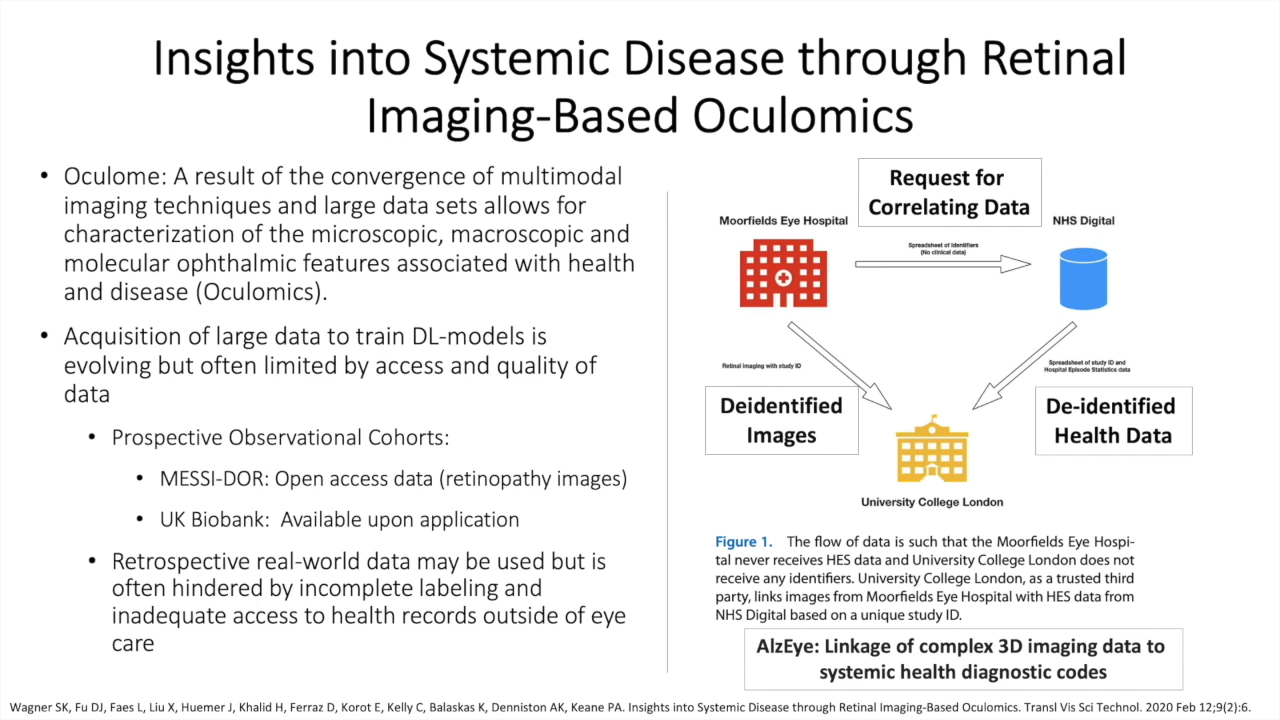 Insights into Systemic Disease through Retinal
Imaging-Based Oculomics
• Oculome: A result of the convergence of multimodal
imaging techniques and large data sets allows for
characterization of the microscopic, macroscopic and
molecular ophthalmic features associated with health
and disease (Oculomics).
• Acquisition of large data to train DL-models is
evolving but often limited by access and quality of
data
• Prospective Observational Cohorts:
• MESSI-DOR: Open access data (retinopathy images)
• UK Biobank: Available upon application
• Retrospective real-world data may be used but is
often hindered by incomplete labeling and
inadequate access to health records outside of eye
care
Request for
Correlating Data
Moorfields Eye Hospital
NHS Digital
Spreadsheet of Identifiers
(No clinical data)
Retinal imaging with study ID
Spreadsheet of study ID and
Hospital Episode Statistics data
Deidentified
Images
De-identified
Health Data
University College London
Figure 1. The flow of data is such that the Moorfields Eye Hospi-
tal never receives HES data and University College London does not
receive any identifiers. University College London, as a trusted third
party, links images from Moorfields Eye Hospital with HES data from
NHS Digital based on a unique study ID.
AlzEye: Linkage of complex 3D imaging data to
systemic health diagnostic codes
Wagner SK, Fu DJ, Faes L, Liu X, Huemer J, Khalid H, Ferraz D, Korot E, Kelly C, Balaskas K, Denniston AK, Keane PA. Insights into Systemic Disease through Retinal Imaging-Based Oculomics. Transl Vis Sci Technol. 2020 Feb 12;9(2):6.